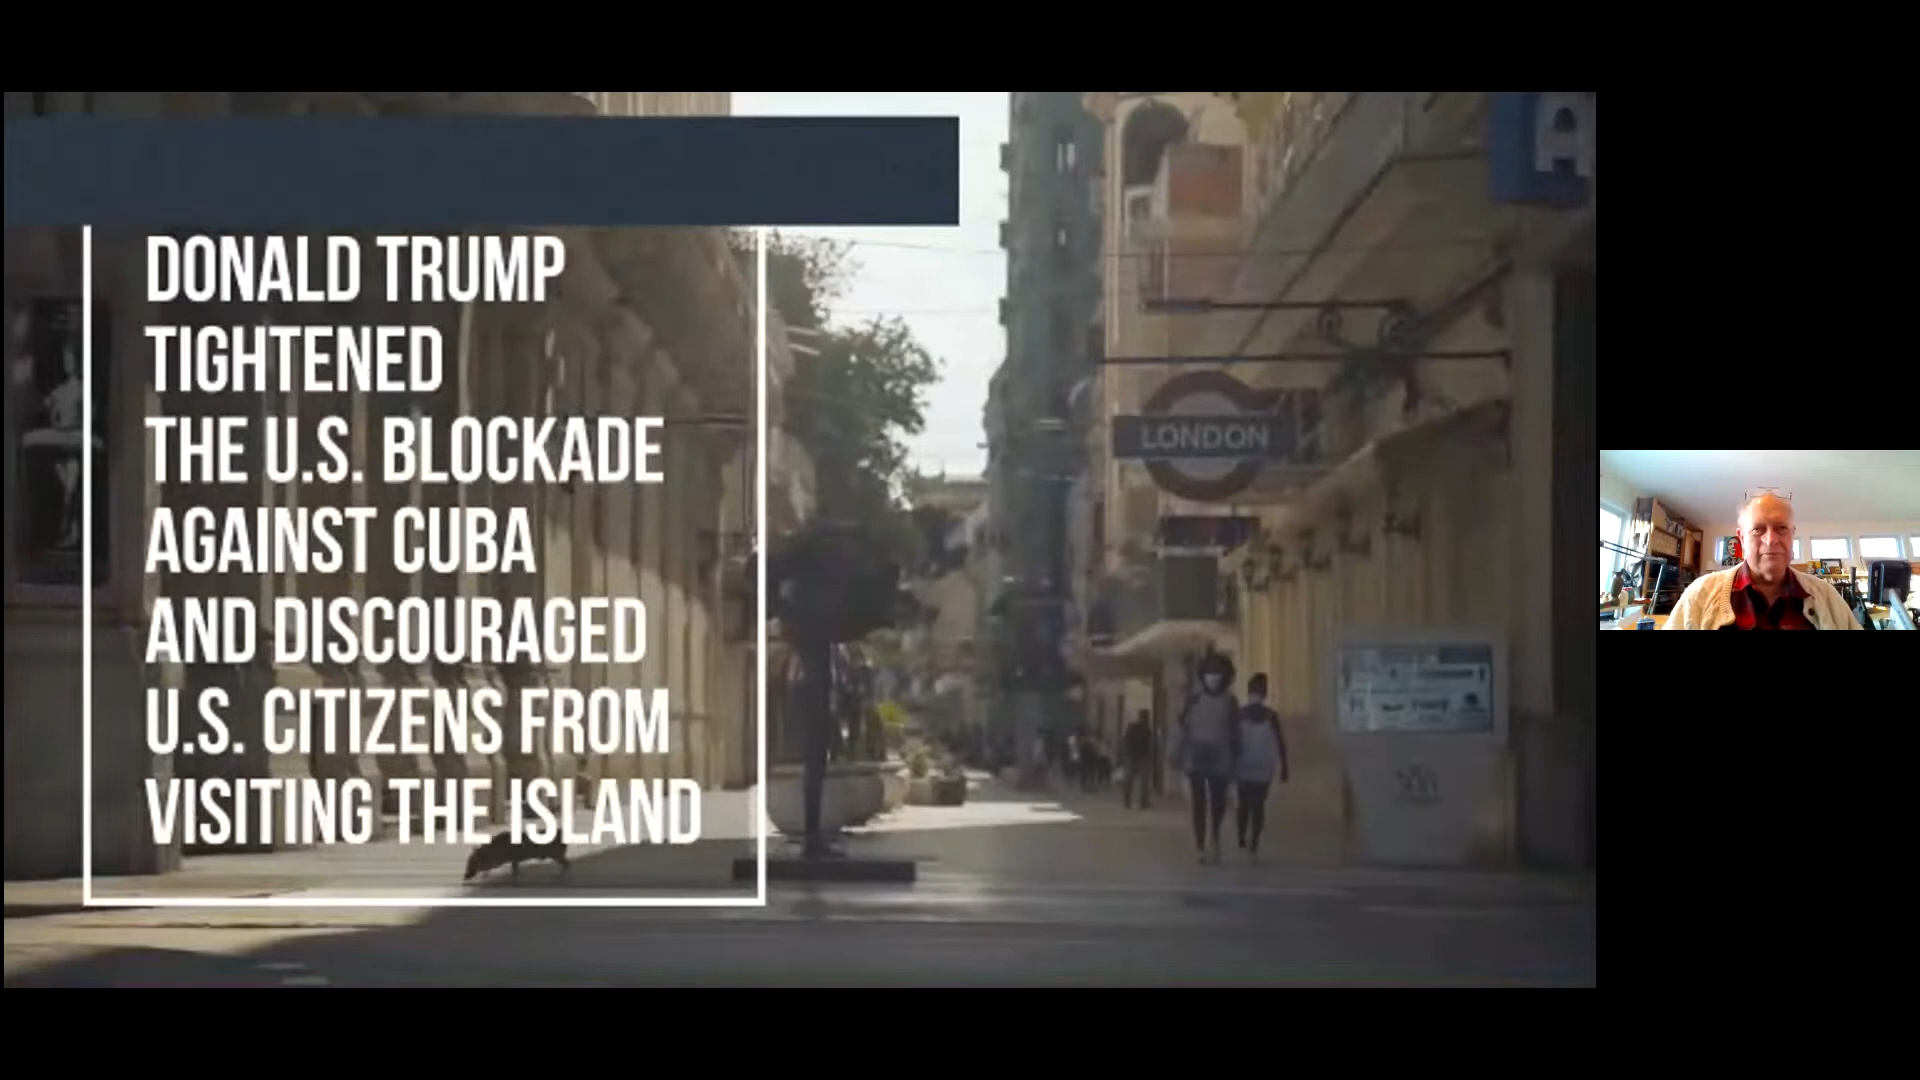 DONALD TRUMP
TIGHTENED
THE U.S. BLOCKADE
AGAINST CUBA
AND DISCOURAGED
U.S. CITIZENS FROM
VISITING THE ISLAND
LONDON